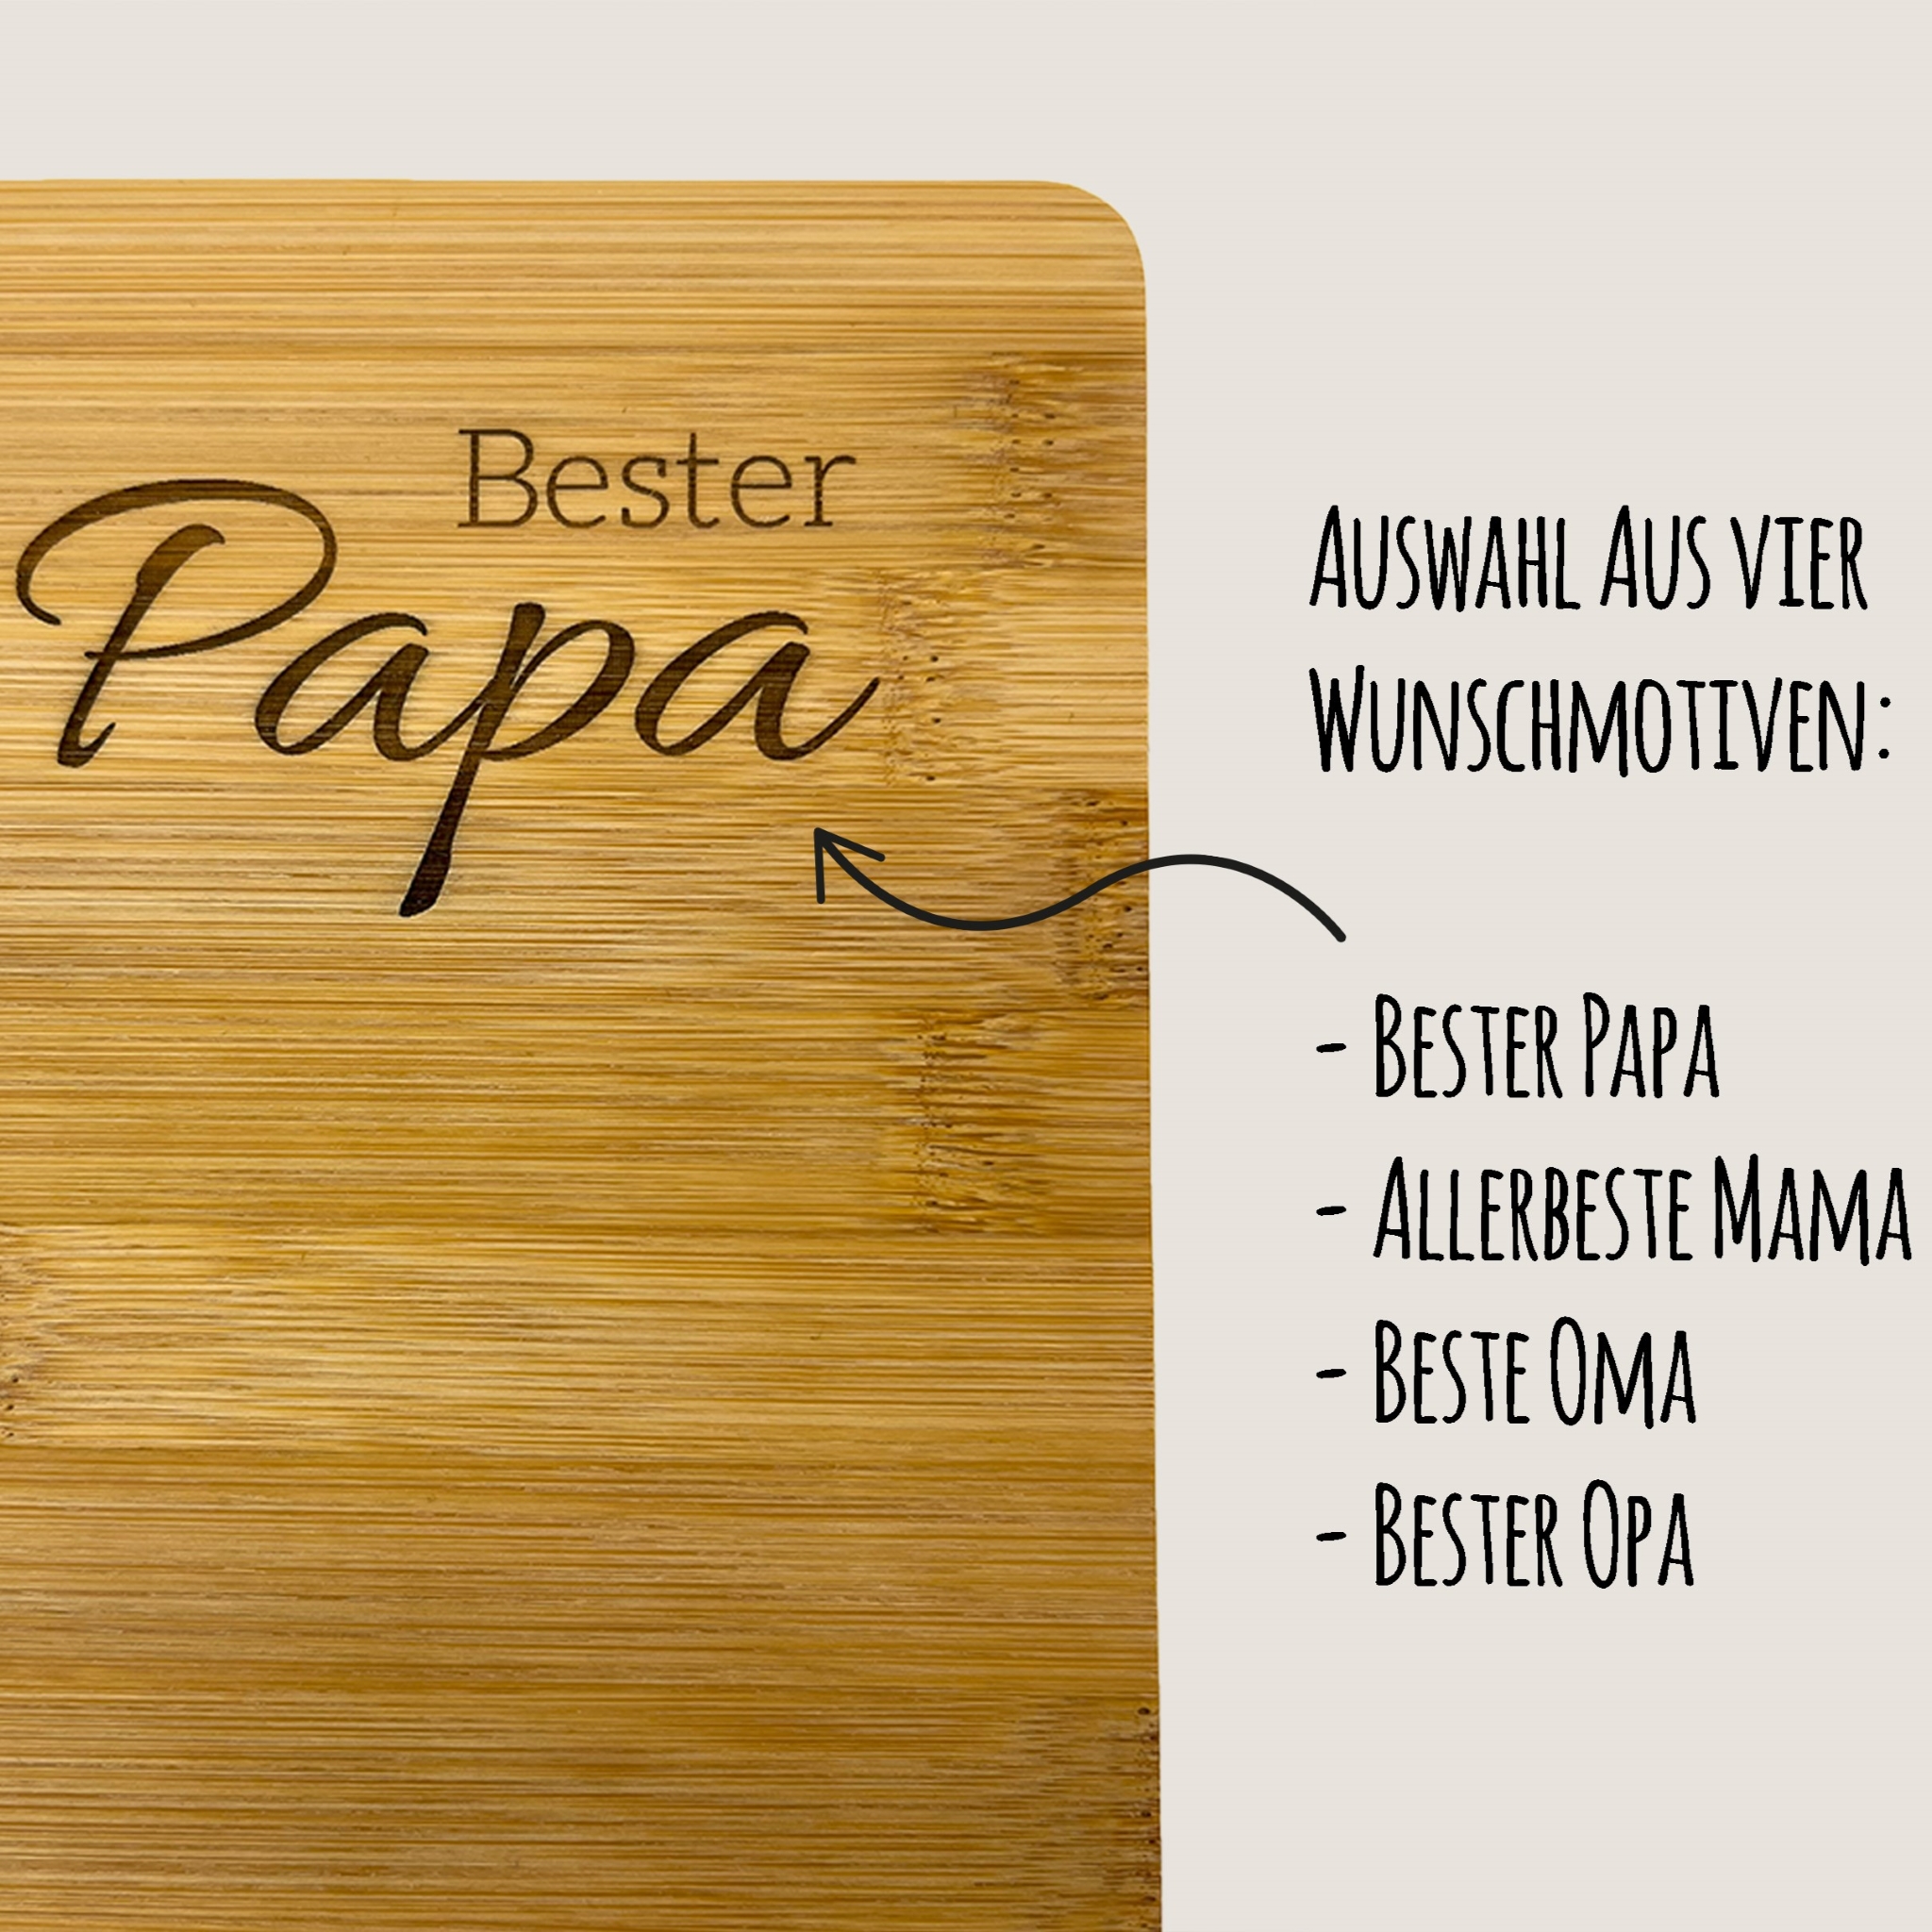 Bester
Papa
Auswahl Aus vier
Wunschmotiven:
- Bester Papa
- Allerbeste Mama
- Beste Oma
- Bester Opa